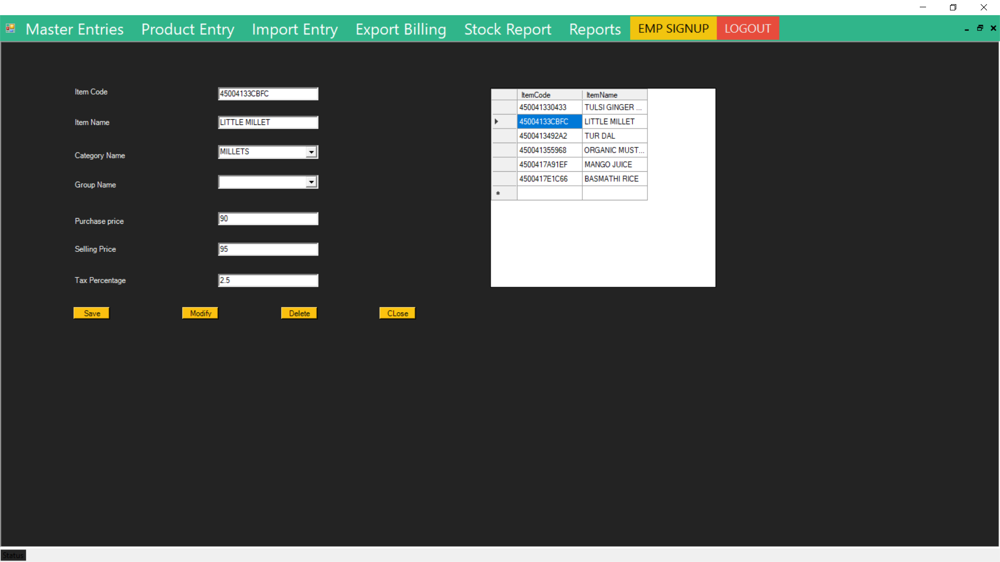 Master Entries Product Entry Import Entry Export Billing Stock Report Reports EMP SIGNUP LOGOUT
Item Code 45004133CBFC
Item Name LITTLE MILLET
Category Name MILLETS
Group Name
Purchase price 90
Selling Price 95
Tax Percentage 2.5
Save Modify Delete CLose
ItemCode ItemName
450041330433 TULSI GINGER ...
45004133CBFC LITTLE MILLET
4500413492A2 TUR DAL
450041355968 ORGANIC MUST...
4500417A91EF MANGO JUICE
4500417E1C66 BASMATHI RICE
Status